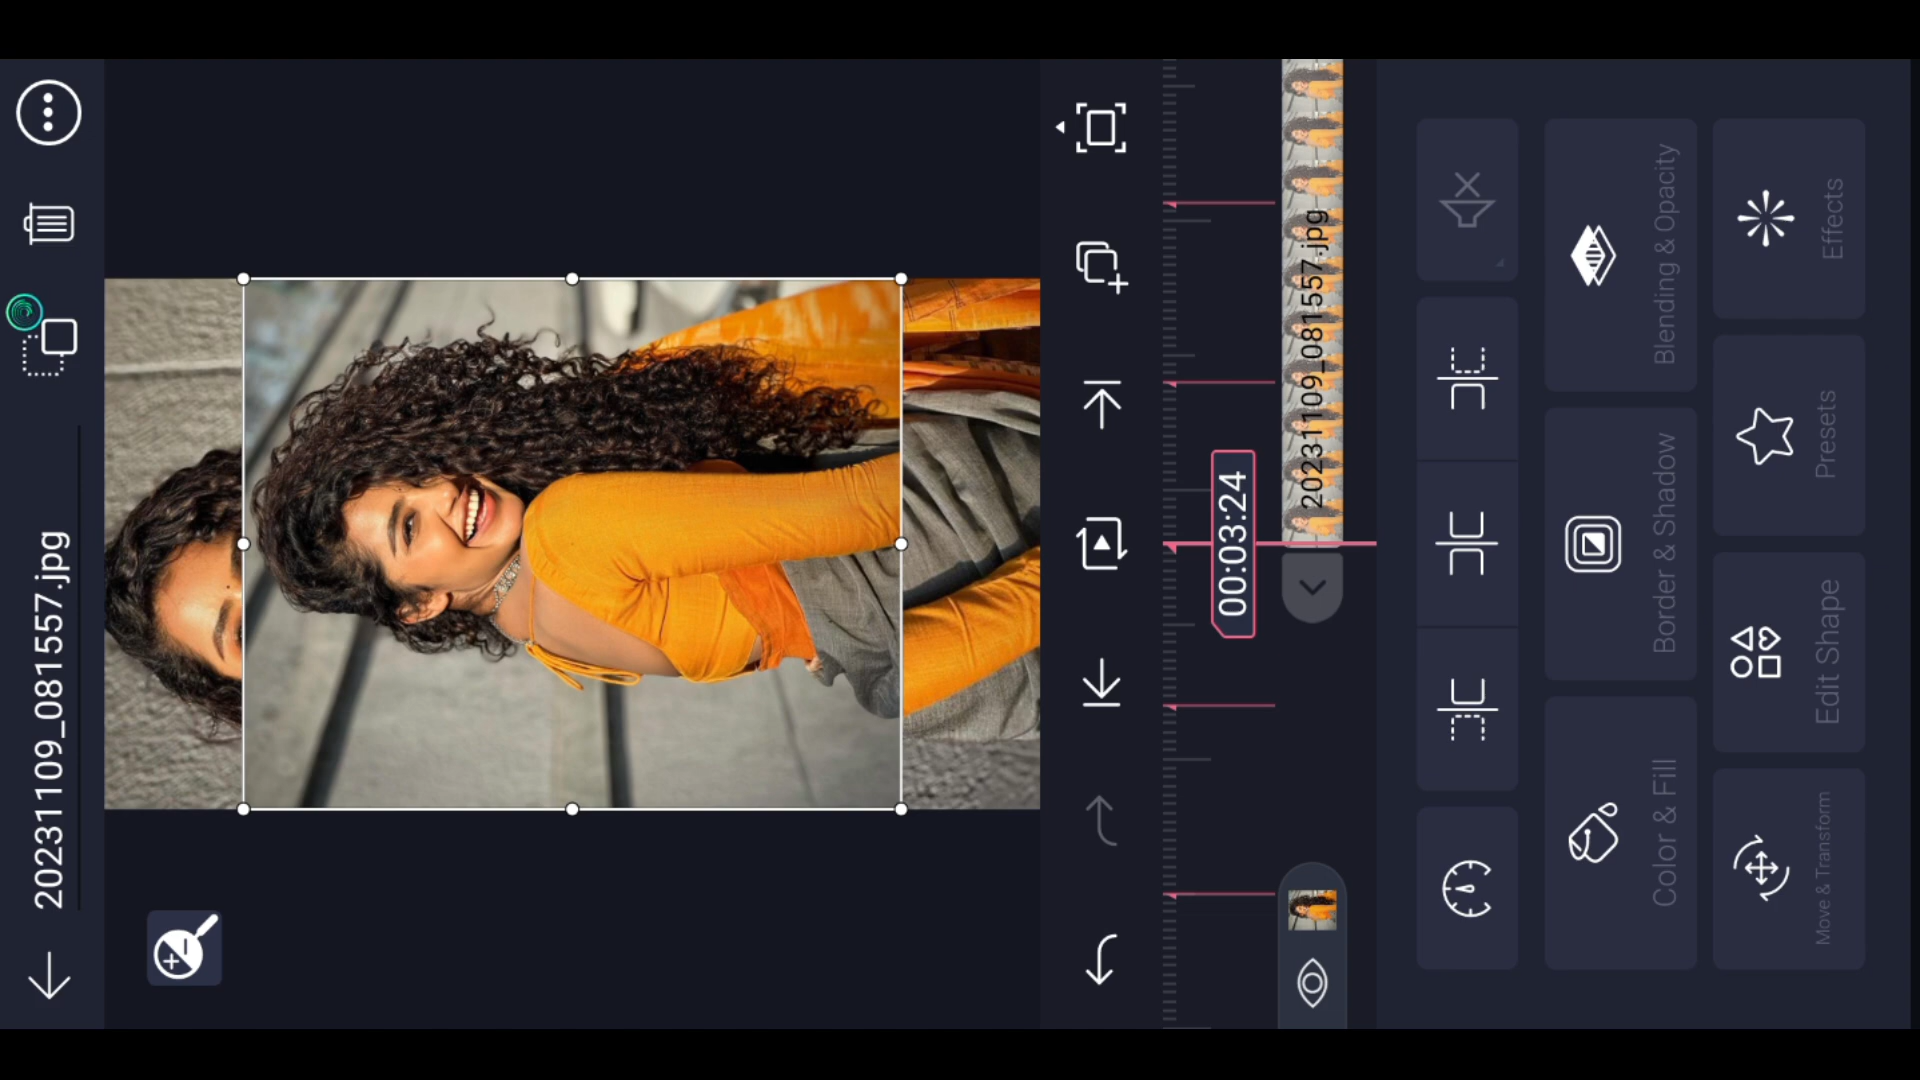 20231109_081557.jpg
00:03:24
20231109_081557.jpg
Color & Fill
Border & Shadow
Blending & Opacity
Move & Transform
Edit Shape
Presets
Effects